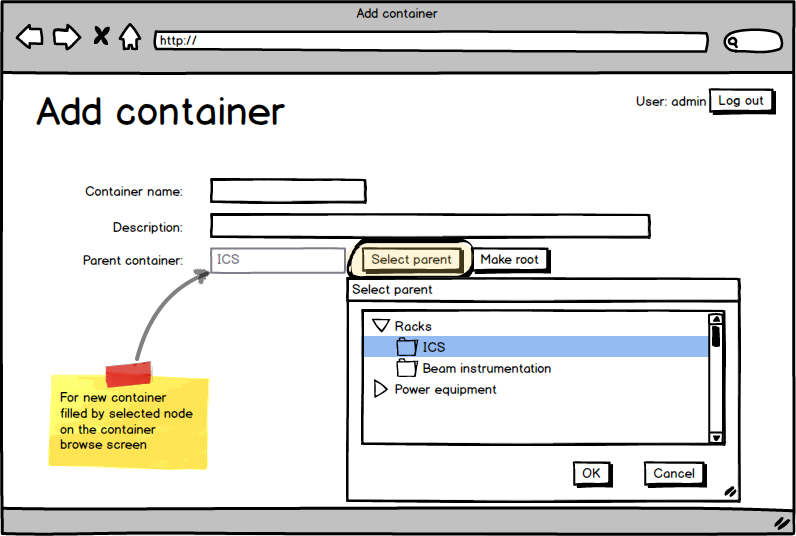 Add container
http://
Add container
User: admin Log out
Container name:
Description:
Parent container: ICS Select parent Make root
Select parent
Racks
ICS
Beam instrumentation
Power equipment
For new container
filled by selected node
on the container
browse screen
OK Cancel